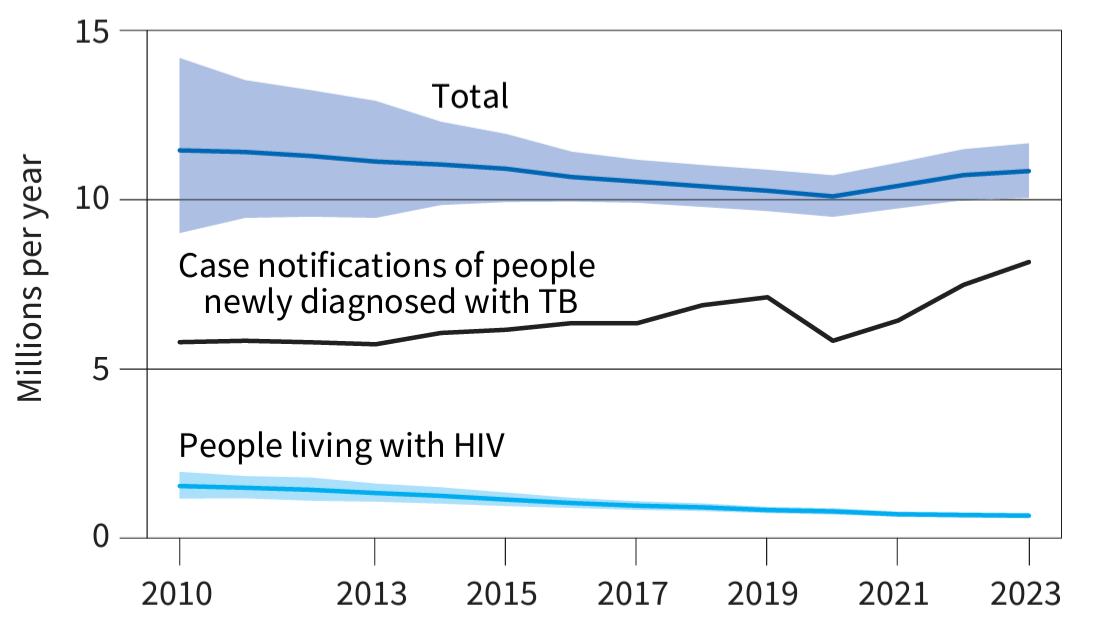 Millions per year
15
10
5
0
Total
Case notifications of people
newly diagnosed with TB
People living with HIV
2010 2013 2015 2017 2019 2021 2023